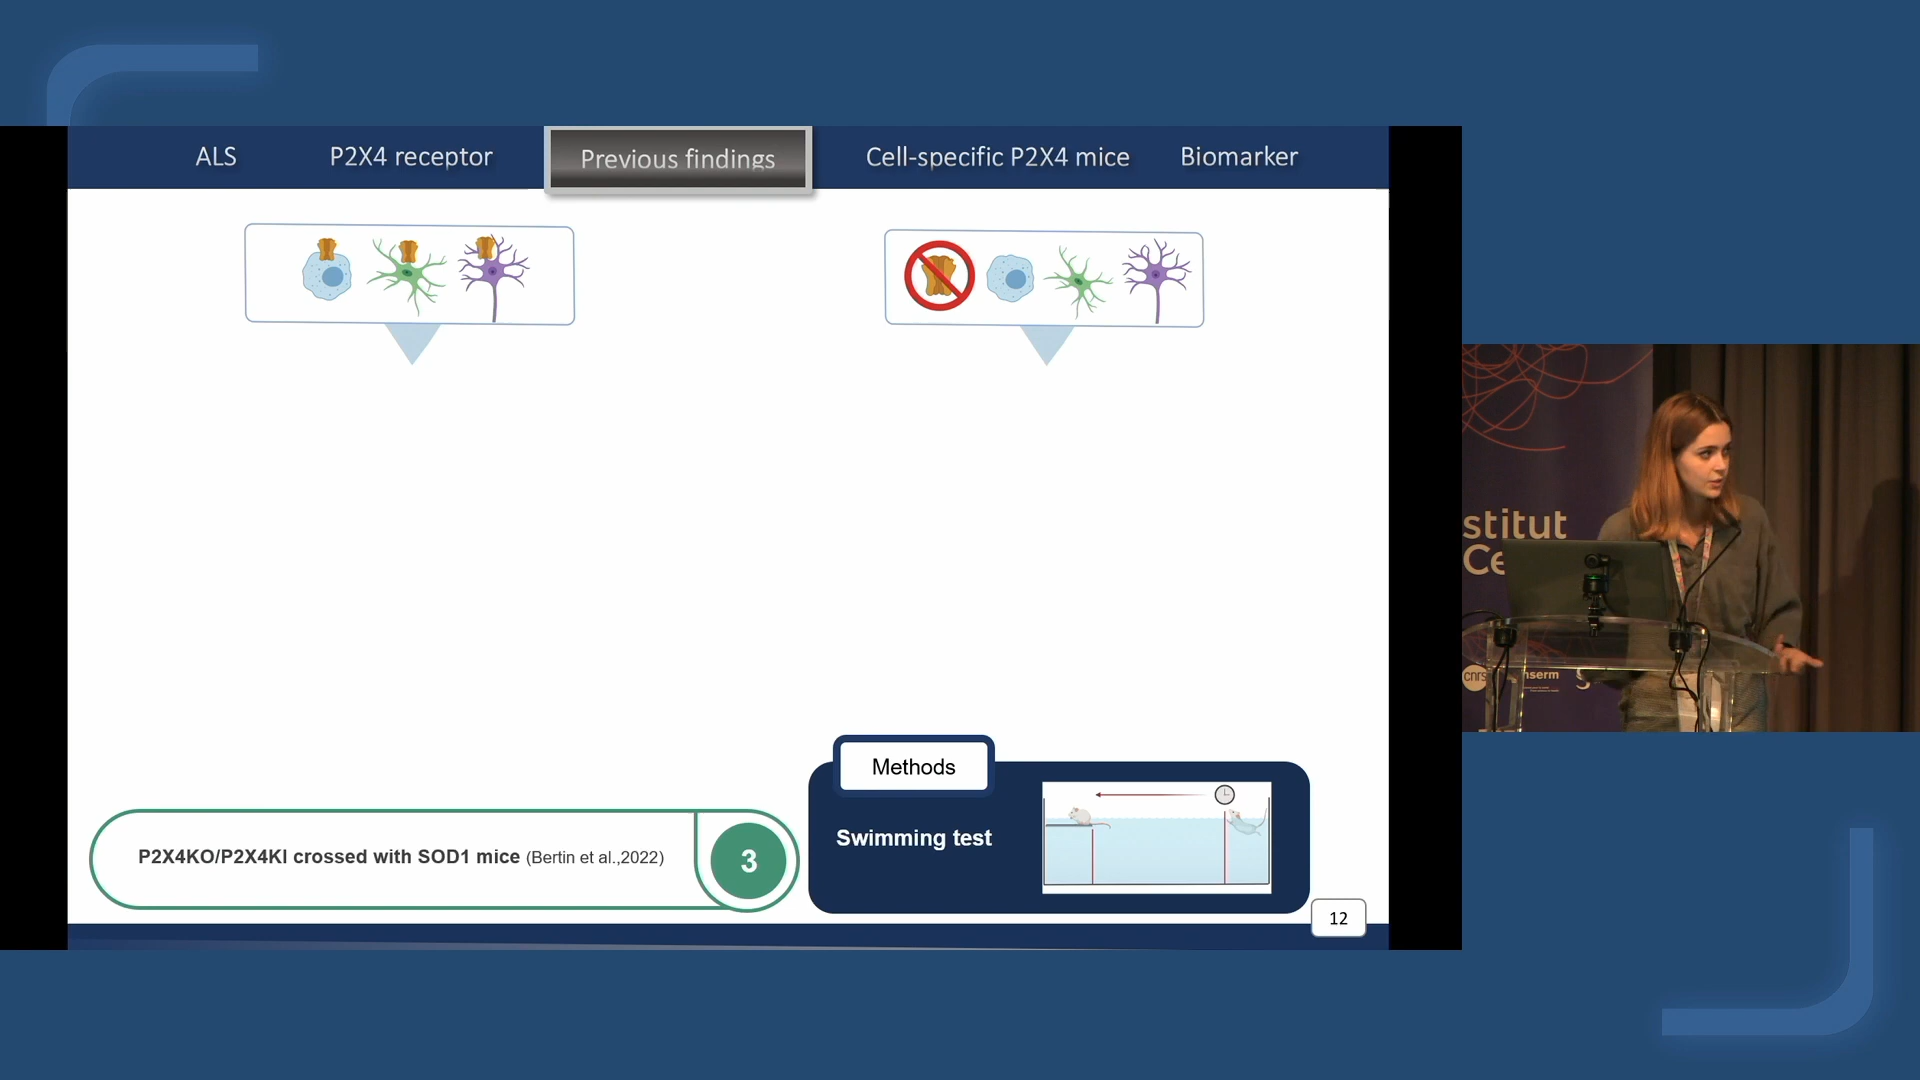 ALS
P2X4 receptor
Previous findings
Cell-specific P2X4 mice
Biomarker
stitut
Ce
cnrs
nserm
Methods
Swimming test
P2X4KO/P2X4KI crossed with SOD1 mice (Bertin et al.,2022)
3
12